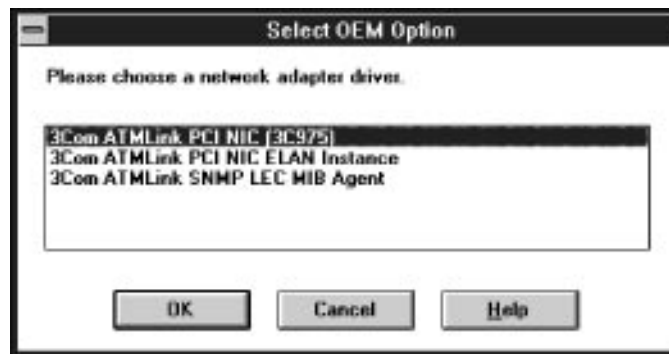 Select OEM Option
Please choose a network adapter driver.
3Com ATMLink PCI NIC (3C975)
3Com ATMLink PCI NIC ELAN Instance
3Com ATMLink SNMP LEC MIB Agent
OK Cancel Help